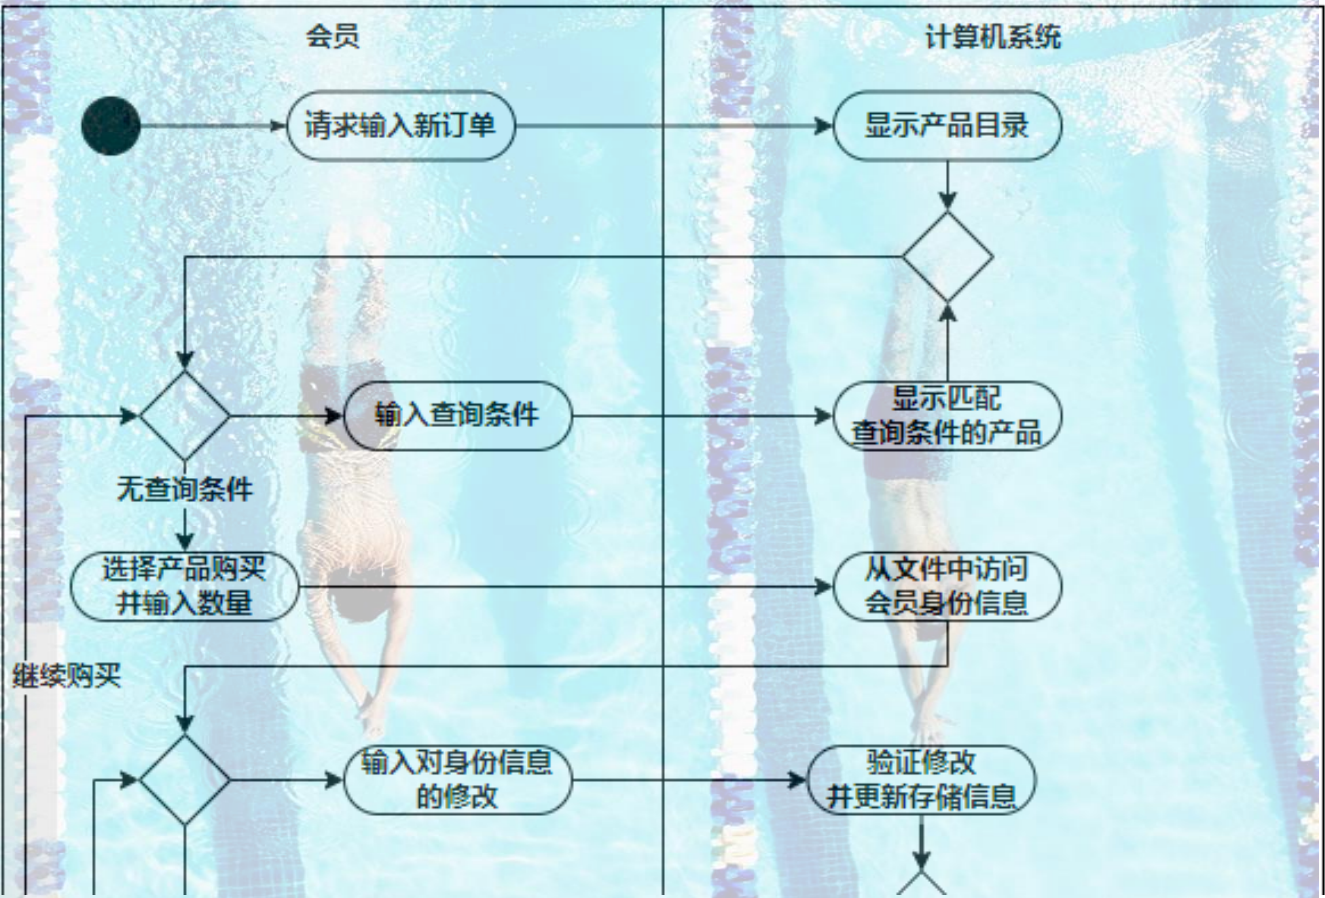 会员
计算机系统
请求输入新订单
显示产品目录
输入查询条件
显示匹配
查询条件的产品
无查询条件
选择产品购买
并输入数量
从文件中访问
会员身份信息
继续购买
输入对身份信息
的修改
验证修改
并更新存储信息